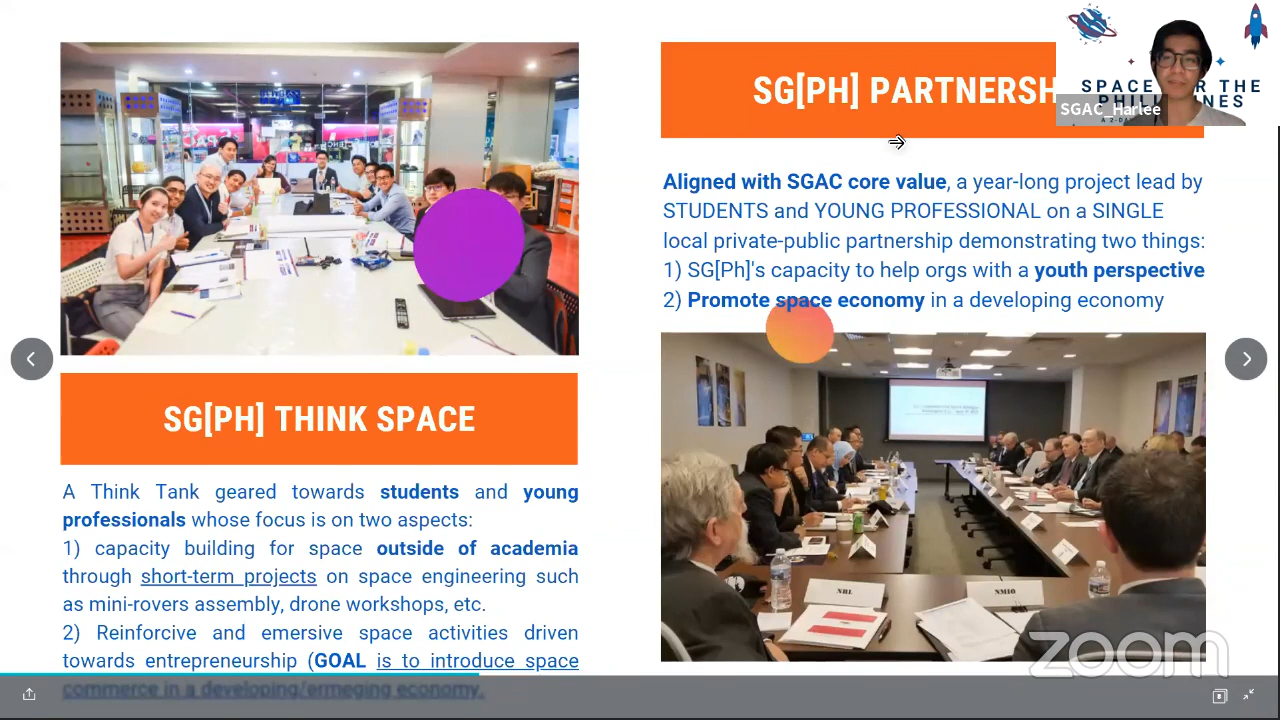 SG[PH] THINK SPACE
A Think Tank geared towards students and young
professionals whose focus is on two aspects:
1) capacity building for space outside of academia
through short-term projects on space engineering such
as mini-rovers assembly, drone workshops, etc.
2) Reinforcive and emersive space activities driven
towards entrepreneurship (GOAL is to introduce space
commerce in a developing/ermeging economy.
SG[PH] PARTNERSH
Aligned with SGAC core value, a year-long project lead by
STUDENTS and YOUNG PROFESSIONAL on a SINGLE
local private-public partnership demonstrating two things:
1) SG[Ph]'s capacity to help orgs with a youth perspective
2) Promote space economy in a developing economy
SPACE THE
SGAC_Harlee
NRL
zoom